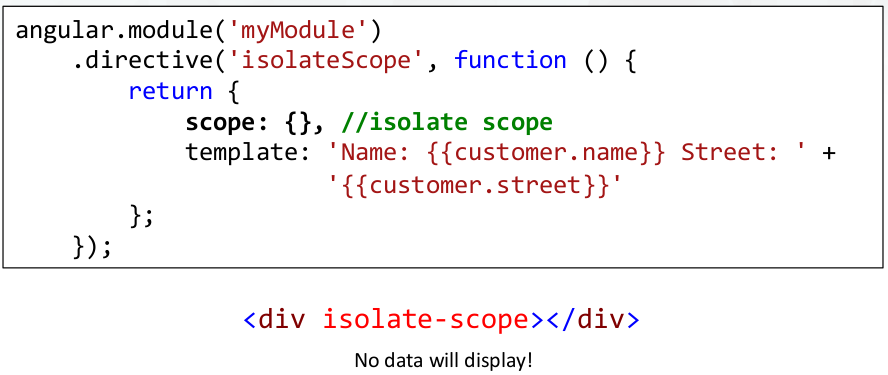 angular.module('myModule')
    .directive('isolateScope', function () {
        return {
            scope: {}, //isolate scope
            template: 'Name: {{customer.name}} Street: ' +
                      '{{customer.street}}'
        };
    });
<div isolate-scope></div>
No data will display!